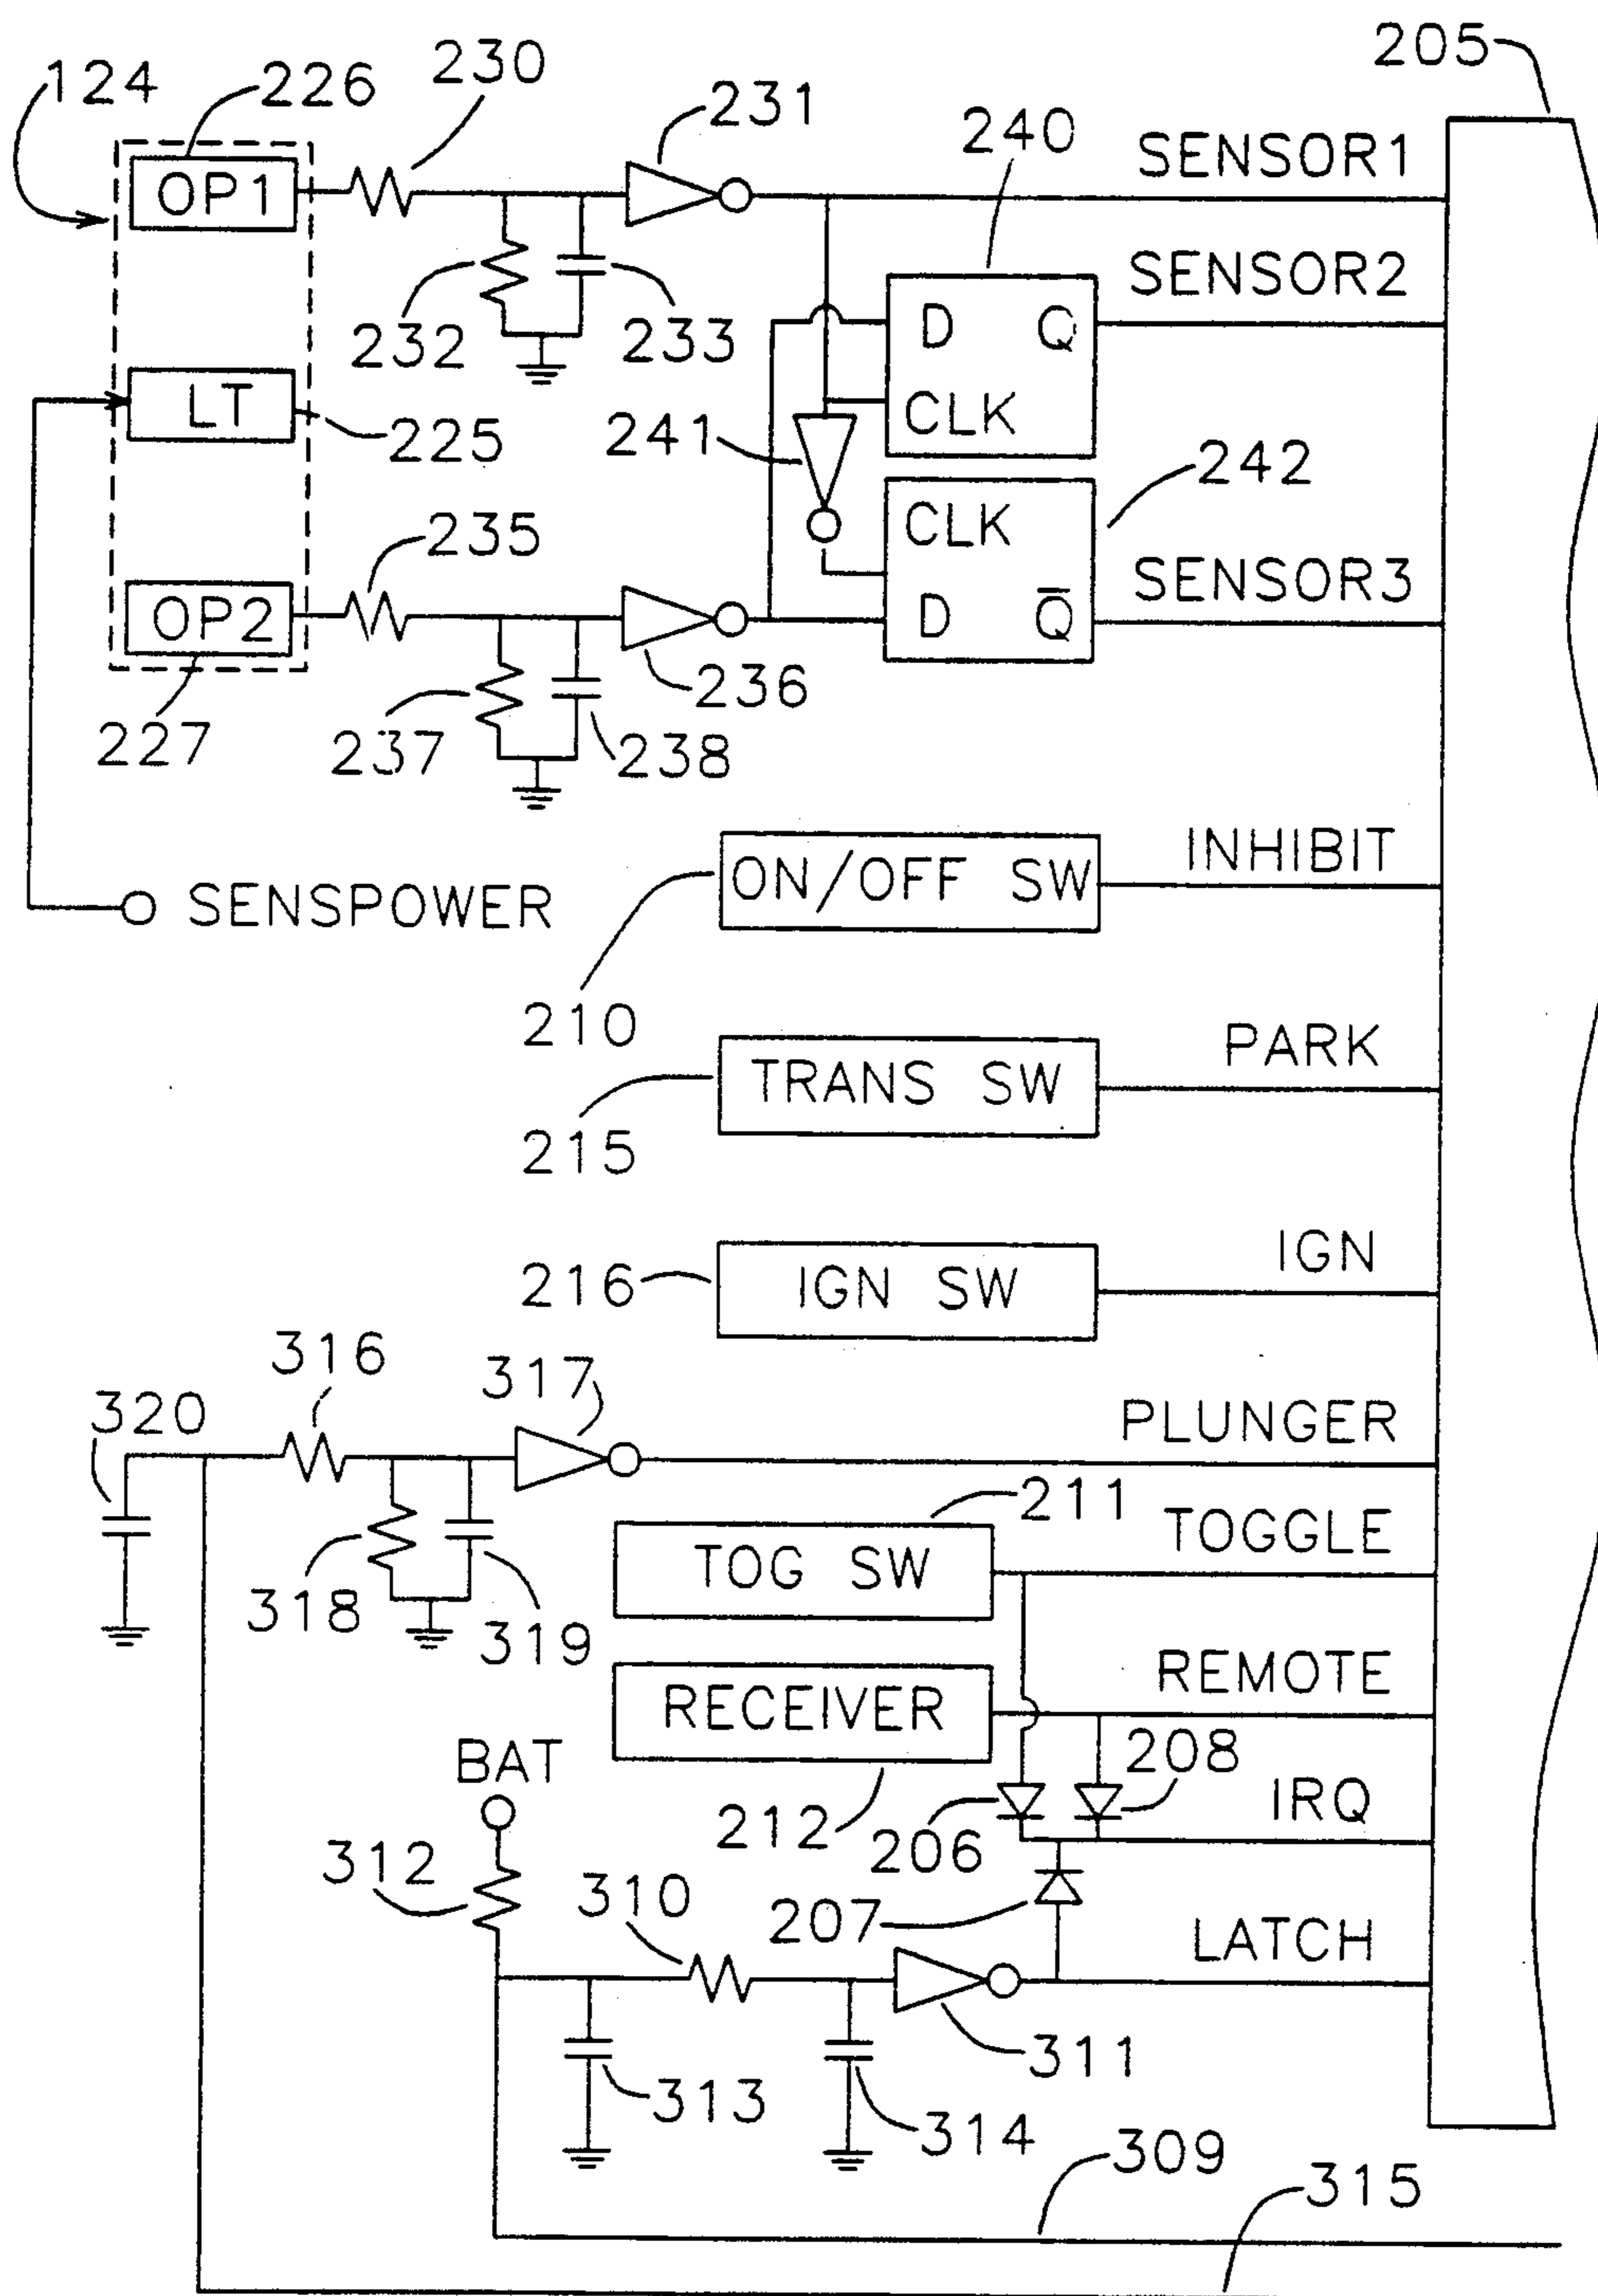 205
230
124
226
231
240
SENSOR1
OP1
SENSOR2
D Q
232
233
LT
CLK
225
241
242
235
CLK
SENSOR3
OP2
D Q̅
236
227
237
238
INHIBIT
ON/OFF SW
SENSPOWER
210
PARK
TRANS SW
215
IGN
216
IGN SW
316
317
320
PLUNGER
211
TOGGLE
TOG SW
318
319
REMOTE
RECEIVER
BAT
208
IRQ
212
206
312
310
207
LATCH
311
313
314
309
315